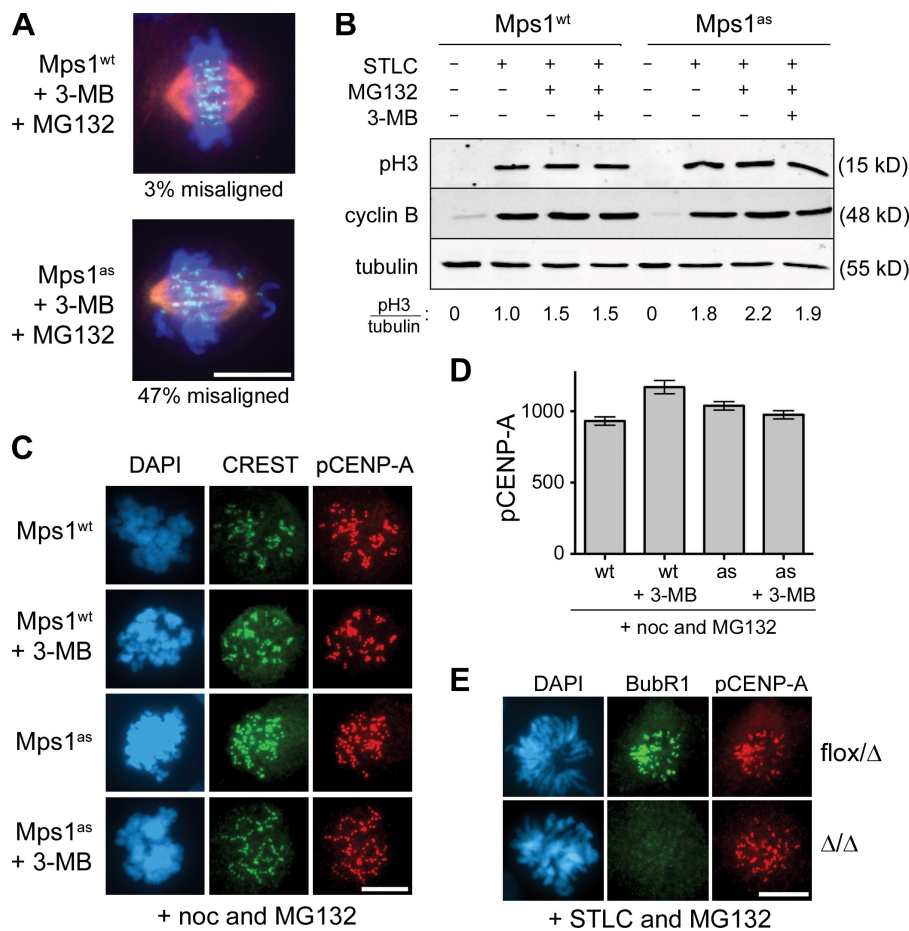 A
Mps1wt
+ 3-MB
+ MG132
3% misaligned
Mps1as
+ 3-MB
+ MG132
47% misaligned
B
Mps1wt Mps1as
STLC – + + + – + + +
MG132 – – + + – – + +
3-MB – – – + – – – +
pH3 (15 kD)
cyclin B (48 kD)
tubulin (55 kD)
pH3
tubulin : 0 1.0 1.5 1.5 0 1.8 2.2 1.9
C
DAPI CREST pCENP-A
Mps1wt
Mps1wt
+ 3-MB
Mps1as
Mps1as
+ 3-MB
+ noc and MG132
D
pCENP-A
1000
500
0
wt wt as as
+ 3-MB + 3-MB
+ noc and MG132
E
DAPI BubR1 pCENP-A
flox/Δ
Δ/Δ
+ STLC and MG132